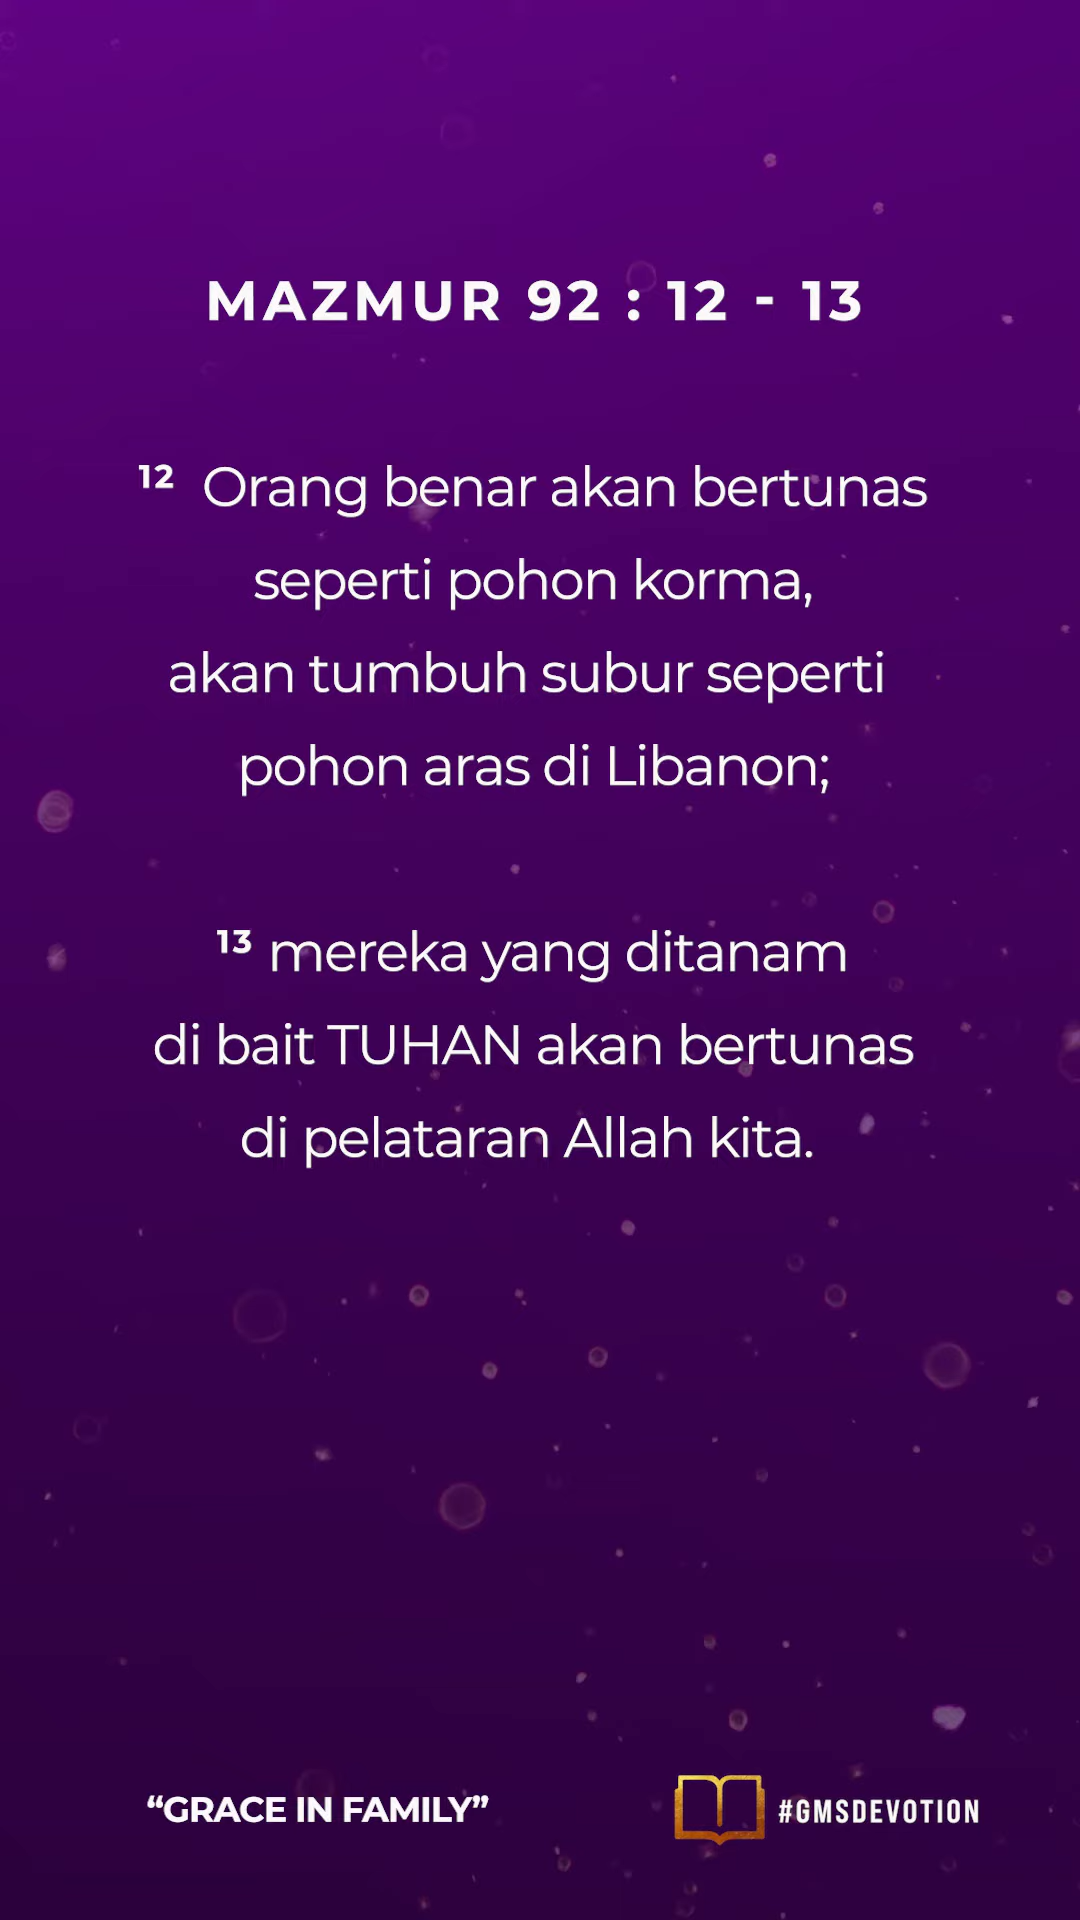 MAZMUR 92 : 12 - 13
12 Orang benar akan bertunas
seperti pohon korma,
akan tumbuh subur seperti
pohon aras di Libanon;
13 mereka yang ditanam
di bait TUHAN akan bertunas
di pelataran Allah kita.
“GRACE IN FAMILY”
#GMSDEVOTION